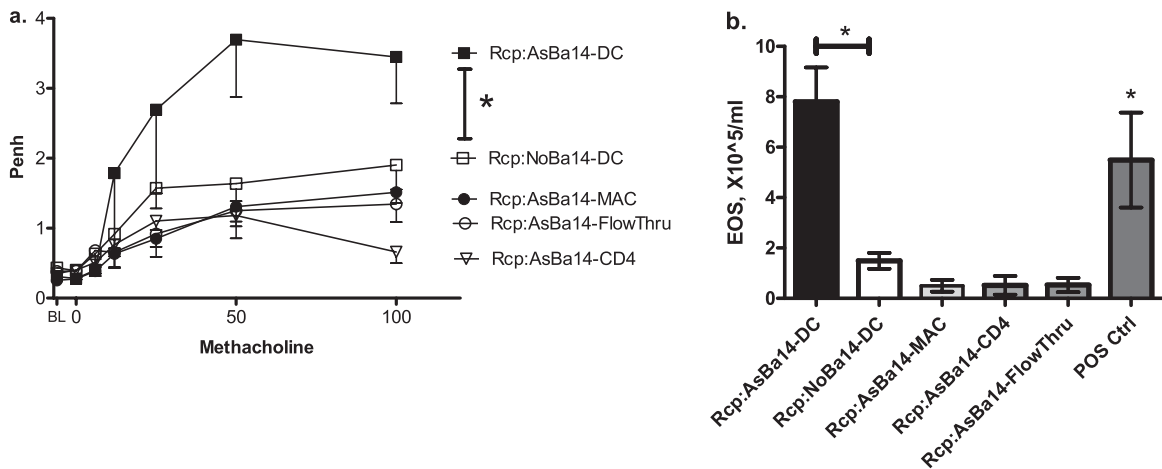 a.
4
3
2
1
0
Penh
BL 0
50
100
Methacholine
Rcp:AsBa14-DC
*
Rcp:NoBa14-DC
Rcp:AsBa14-MAC
Rcp:AsBa14-FlowThru
Rcp:AsBa14-CD4
b.
*
*
10
8
6
4
2
0
EOS, X10^5/ml
Rcp:AsBa14-DC
Rcp:NoBa14-DC
Rcp:AsBa14-MAC
Rcp:AsBa14-CD4
Rcp:AsBa14-FlowThru
POS Ctrl